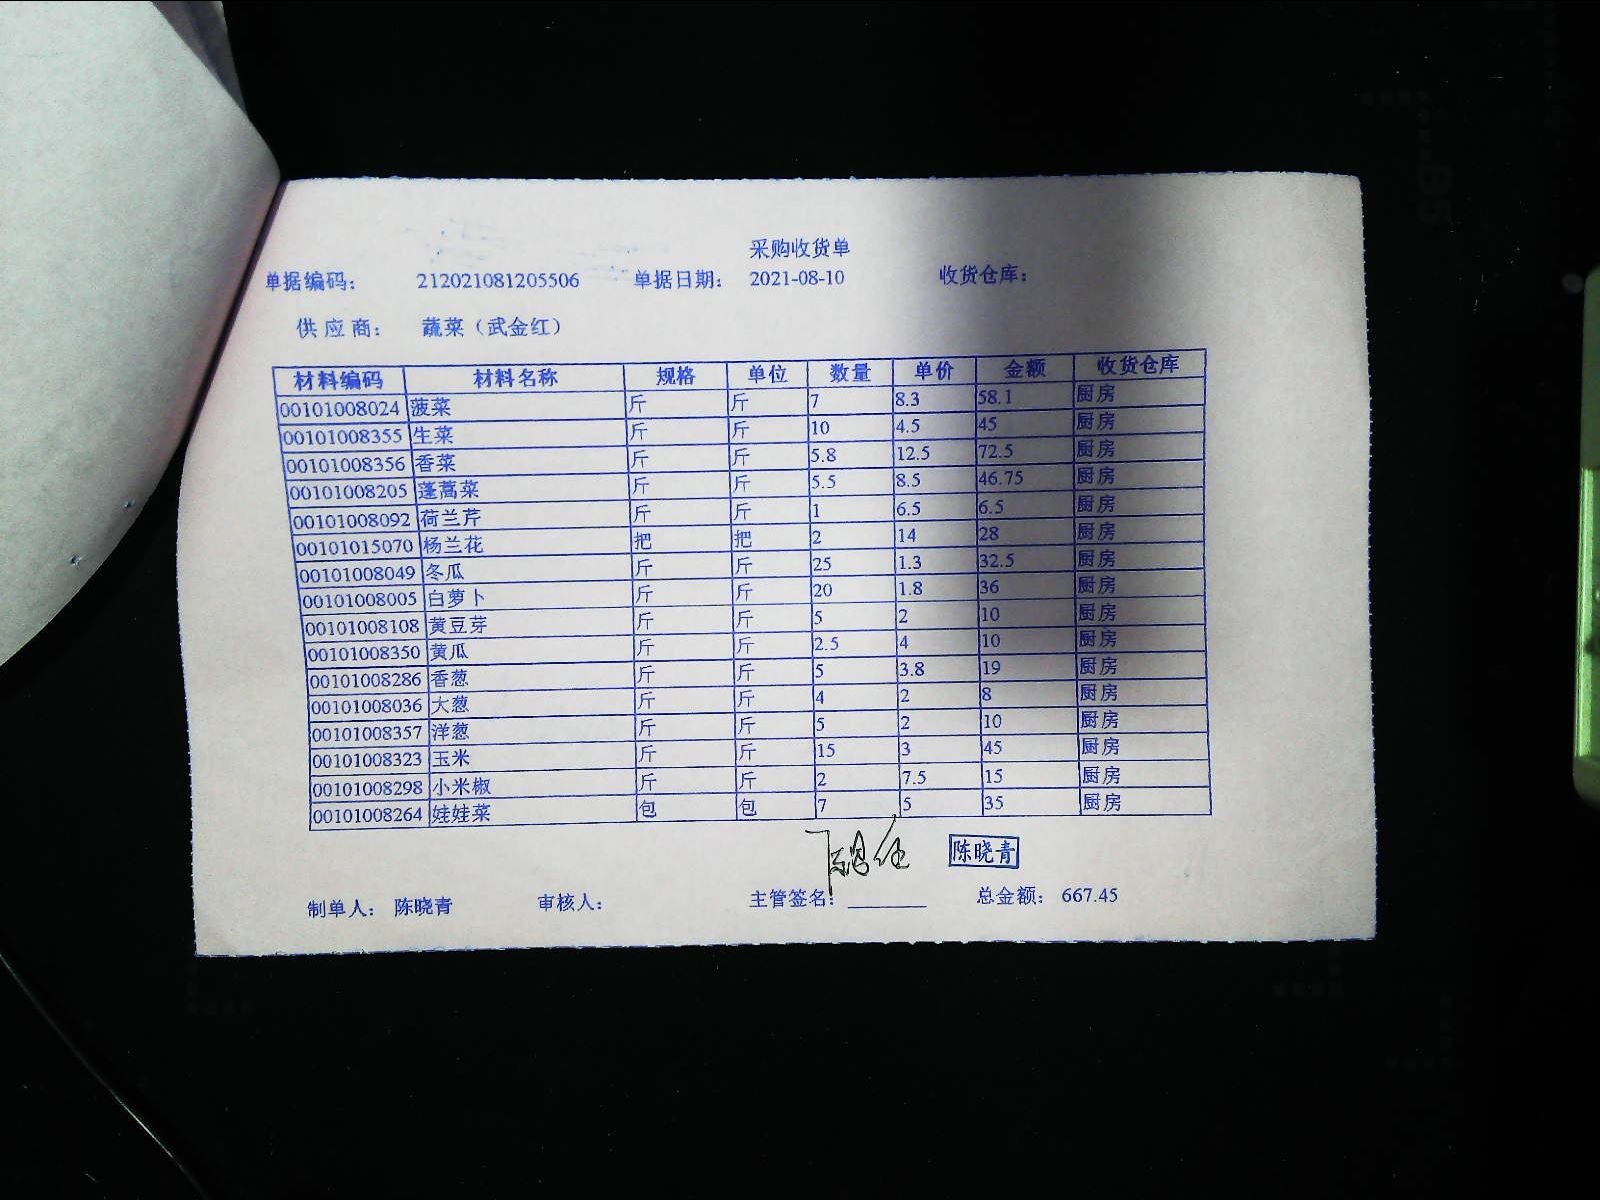 采购收货单
单据编码： 212021081205506 单据日期： 2021-08-10 收货仓库：
供 应 商： 蔬菜（武金红）
材料编码 材料名称 规格 单位 数量 单价 金额 收货仓库
00101008024 菠菜 斤 斤 7 8.3 58.1 厨房
00101008355 生菜 斤 斤 10 4.5 45 厨房
00101008356 香菜 斤 斤 5.8 12.5 72.5 厨房
00101008205 蓬蒿菜 斤 斤 5.5 8.5 46.75 厨房
00101008092 荷兰芹 斤 斤 1 6.5 6.5 厨房
00101015070 杨兰花 把 把 2 14 28 厨房
00101008049 冬瓜 斤 斤 25 1.3 32.5 厨房
00101008005 白萝卜 斤 斤 20 1.8 36 厨房
00101008108 黄豆芽 斤 斤 5 2 10 厨房
00101008350 黄瓜 斤 斤 2.5 4 10 厨房
00101008286 香葱 斤 斤 5 3.8 19 厨房
00101008036 大葱 斤 斤 4 2 8 厨房
00101008357 洋葱 斤 斤 5 2 10 厨房
00101008323 玉米 斤 斤 15 3 45 厨房
00101008298 小米椒 斤 斤 2 7.5 15 厨房
00101008264 娃娃菜 包 包 7 5 35 厨房
陈晓青
制单人： 陈晓青 审核人： 主管签名： 总金额： 667.45